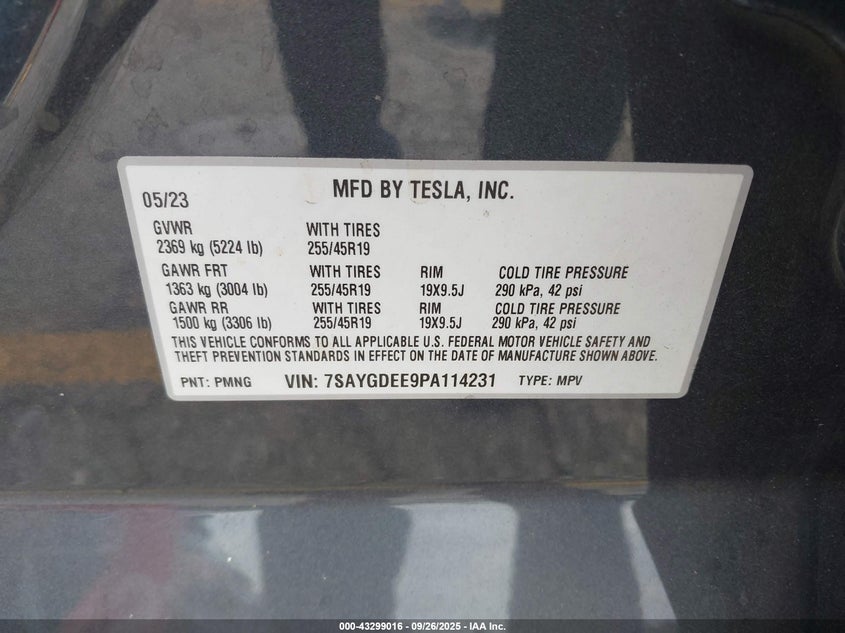 05/23 MFD BY TESLA, INC.
GVWR WITH TIRES
2369 kg (5224 lb) 255/45R19
GAWR FRT WITH TIRES RIM COLD TIRE PRESSURE
1363 kg (3004 lb) 255/45R19 19X9.5J 290 kPa, 42 psi
GAWR RR WITH TIRES RIM COLD TIRE PRESSURE
1500 kg (3306 lb) 255/45R19 19X9.5J 290 kPa, 42 psi
THIS VEHICLE CONFORMS TO ALL APPLICABLE U.S. FEDERAL MOTOR VEHICLE SAFETY AND
THEFT PREVENTION STANDARDS IN EFFECT ON THE DATE OF MANUFACTURE SHOWN ABOVE.
PNT: PMNG VIN: 7SAYGDEE9PA114231 TYPE: MPV
000-43299016 - 09/26/2025 - IAA Inc.